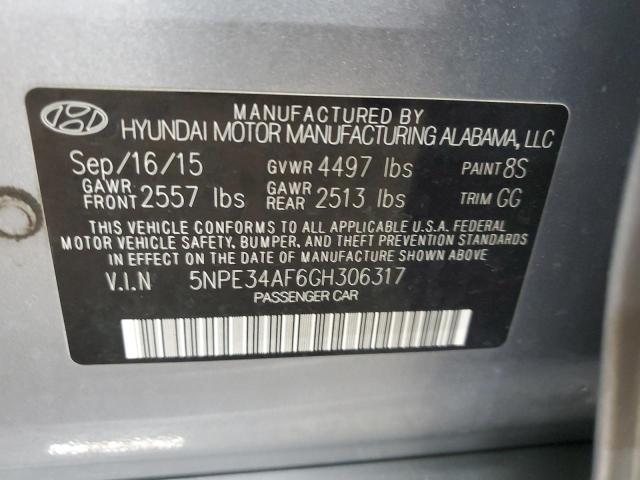 MANUFACTURED BY
HYUNDAI MOTOR MANUFACTURING ALABAMA, LLC
Sep/16/15 GVWR 4497 lbs PAINT 8S
GAWR FRONT 2557 lbs GAWR REAR 2513 lbs TRIM GG
THIS VEHICLE CONFORMS TO ALL APPLICABLE U.S.A. FEDERAL
MOTOR VEHICLE SAFETY, BUMPER, AND THEFT PREVENTION STANDARDS
IN EFFECT ON THE DATE OF MANUFACTURE SHOWN ABOVE
V.I.N 5NPE34AF6GH306317
PASSENGER CAR